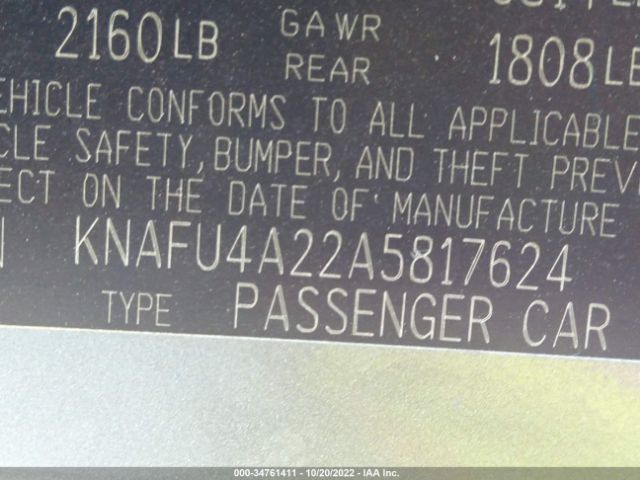 2160LB GAWR REAR 1808LB
VEHICLE CONFORMS TO ALL APPLICABLE
CLE SAFETY, BUMPER, AND THEFT PREV
ECT ON THE DATE OF MANUFACTURE
N KNAFU4A22A5817624
TYPE PASSENGER CAR
000-34761411 - 10/20/2022 - IAA Inc.